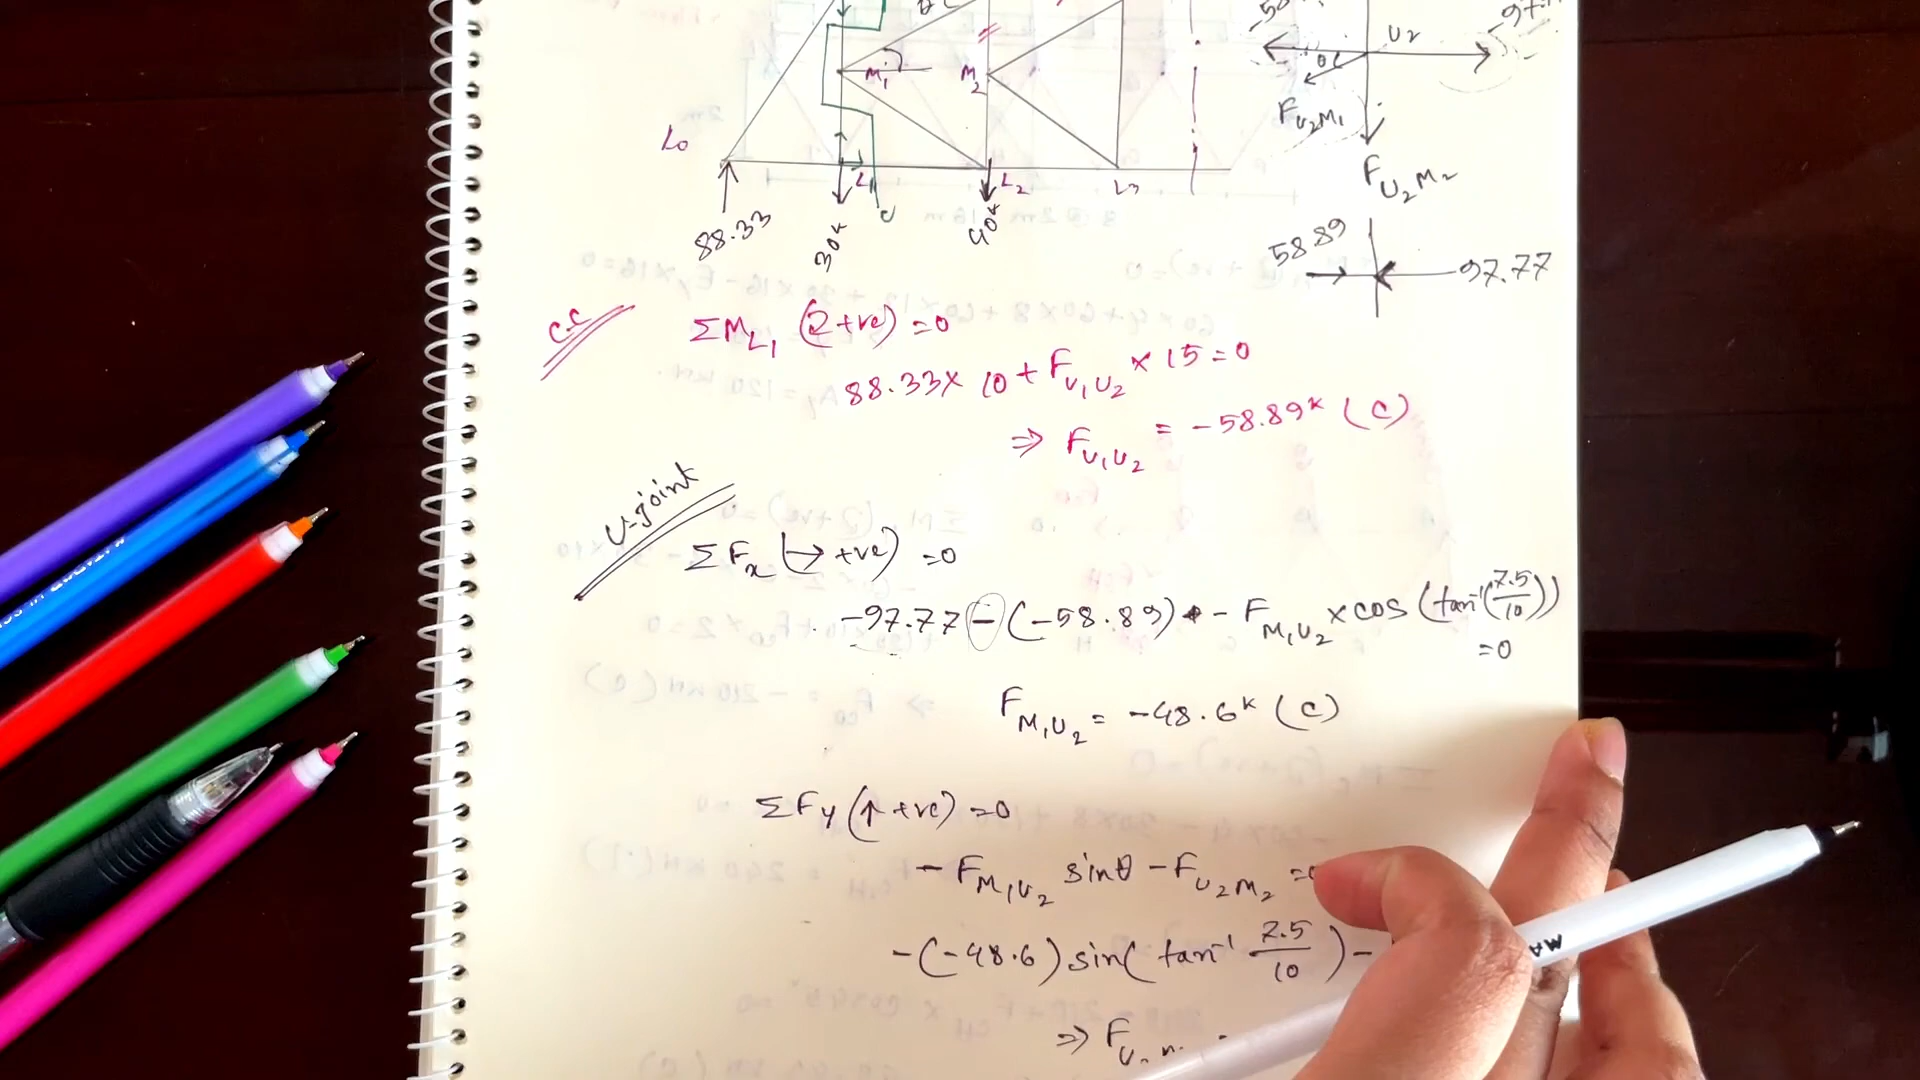 U2
FU2M1
FU2M2
M1
M2
L0
L1
L2
L3
88.33
30k
C
40k
58.89
97.77
C.C
ΣML1 (↻+ve) =0
88.33× 10 + FU1U2 × 15 = 0
⇒ FU1U2 = -58.89k (C)
U-joint
ΣFx (→ +ve) =0
-97.77 - (-58.89) - FM1U2 × cos (tan-1(7.5/10))
=0
FM1U2 = -48.6k (C)
ΣFy (↑ +ve) =0
- FM1U2 sinθ - FU2M2 =0
-(-48.6) sin( tan-1 7.5/10 ) -
⇒ F